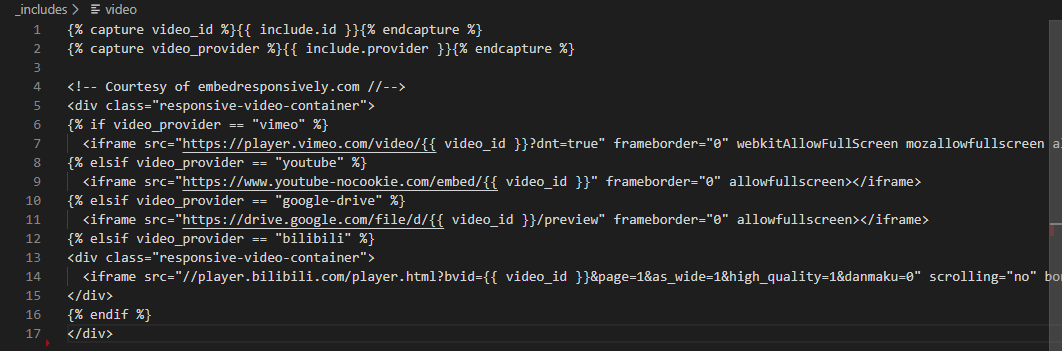 _includes > video
1 {% capture video_id %}{{ include.id }}{% endcapture %}
2 {% capture video_provider %}{{ include.provider }}{% endcapture %}
3
4 <!-- Courtesy of embedresponsively.com //-->
5 <div class="responsive-video-container">
6 {% if video_provider == "vimeo" %}
7 <iframe src="https://player.vimeo.com/video/{{ video_id }}?dnt=true" frameborder="0" webkitAllowFullScreen mozallowfullscreen a
8 {% elsif video_provider == "youtube" %}
9 <iframe src="https://www.youtube-nocookie.com/embed/{{ video_id }}" frameborder="0" allowfullscreen></iframe>
10 {% elsif video_provider == "google-drive" %}
11 <iframe src="https://drive.google.com/file/d/{{ video_id }}/preview" frameborder="0" allowfullscreen></iframe>
12 {% elsif video_provider == "bilibili" %}
13 <div class="responsive-video-container">
14 <iframe src="//player.bilibili.com/player.html?bvid={{ video_id }}&page=1&as_wide=1&high_quality=1&danmaku=0" scrolling="no" bo
15 </div>
16 {% endif %}
17 </div>